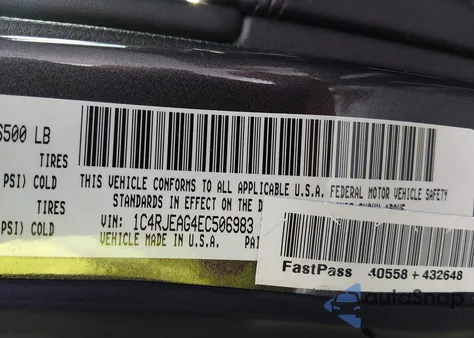 6500 LB
TIRES
PSI) COLD THIS VEHICLE CONFORMS TO ALL APPLICABLE U.S.A. FEDERAL MOTOR VEHICLE SAFETY
TIRES STANDARDS IN EFFECT ON THE D
PSI) COLD VIN: 1C4RJEAG4EC506983
VEHICLE MADE IN U.S.A. PAI
FastPass 40558 + 432648
autoSnap